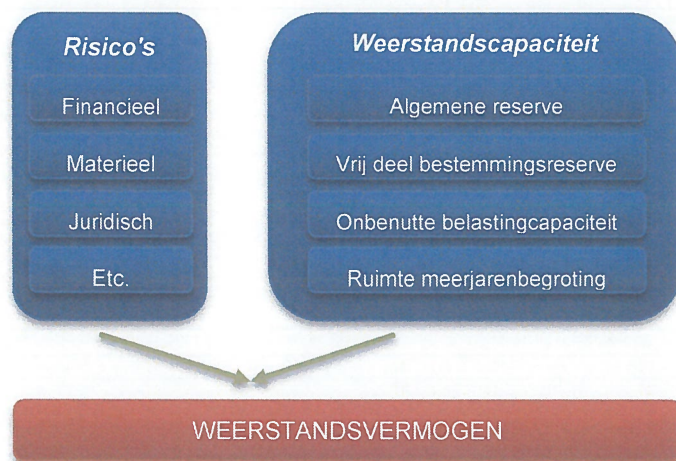 Risico's
Financieel
Materieel
Juridisch
Etc.
Weerstandscapaciteit
Algemene reserve
Vrij deel bestemmingsreserve
Onbenutte belastingcapaciteit
Ruimte meerjarenbegroting
WEERSTANDSVERMOGEN